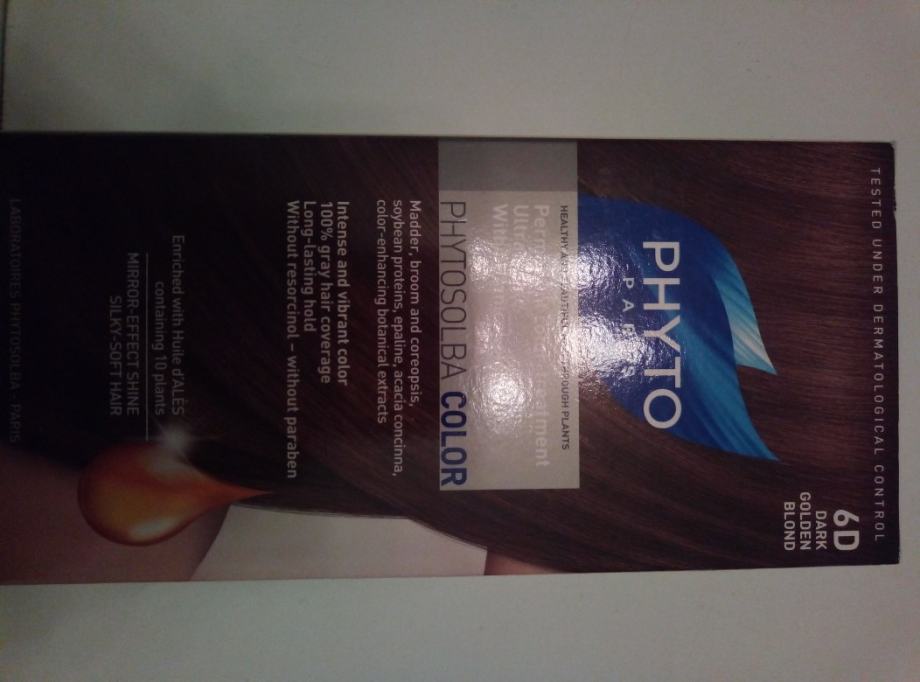 TESTED UNDER DERMATOLOGICAL CONTROL
6D
DARK
GOLDEN
BLOND
PHYTO
HEALTHY THROUGH PLANTS
PHYTOSOLBA COLOR
Madder, broom and coreopsis,
soybean proteins, epaline, acacia concinna,
color-enhancing botanical extracts
Intense and vibrant color
100% gray hair coverage
Long-lasting hold
Without resorcinol - without paraben
Enriched with Huile d'ALÈS
containing 10 plants
MIRROR-EFFECT SHINE
SILKY-SOFT HAIR
LABORATOIRES PHYTOSOLBA - PARIS